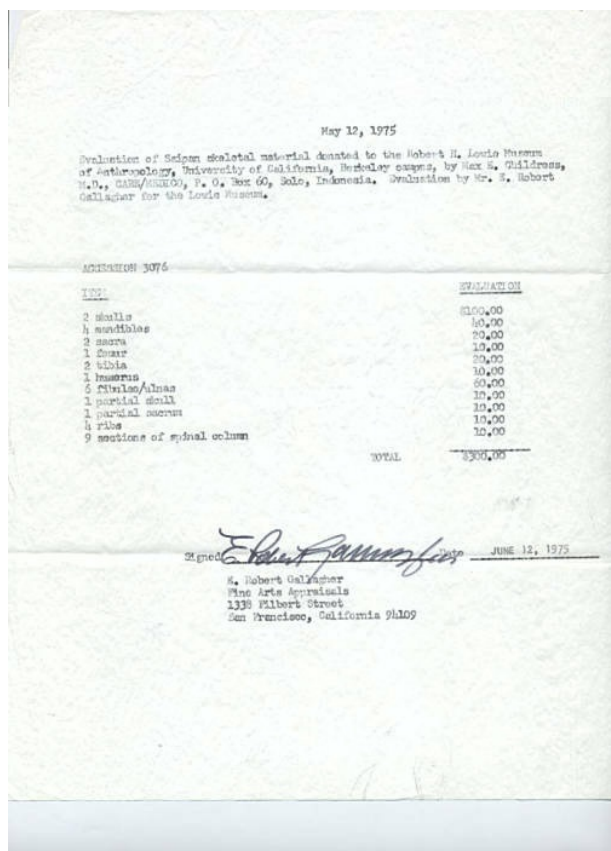 May 12, 1975
Evaluation of Saipan skeletal material donated to the Robert H. Lowie Museum
of Anthropology, University of California, Berkeley campus, by Max E. Childress,
M.D., CARE/MEDICO, P. O. Box 60, Solo, Indonesia. Evaluation by Mr. E. Robert
Gallagher for the Lowie Museum.
ACCESSION 3076
ITEM EVALUATION
2 skulls $100.00
4 mandibles 40.00
2 sacra 20.00
1 femur 10.00
2 tibia 20.00
1 humerus 10.00
6 fibulas/ulnas 60.00
1 partial skull 10.00
1 partial sacrum 10.00
4 ribs 10.00
9 sections of spinal column 10.00
TOTAL $300.00
Signed E. Robert Gallagher Date JUNE 12, 1975
E. Robert Gallagher
Fine Arts Appraisals
1338 Filbert Street
San Francisco, California 94109